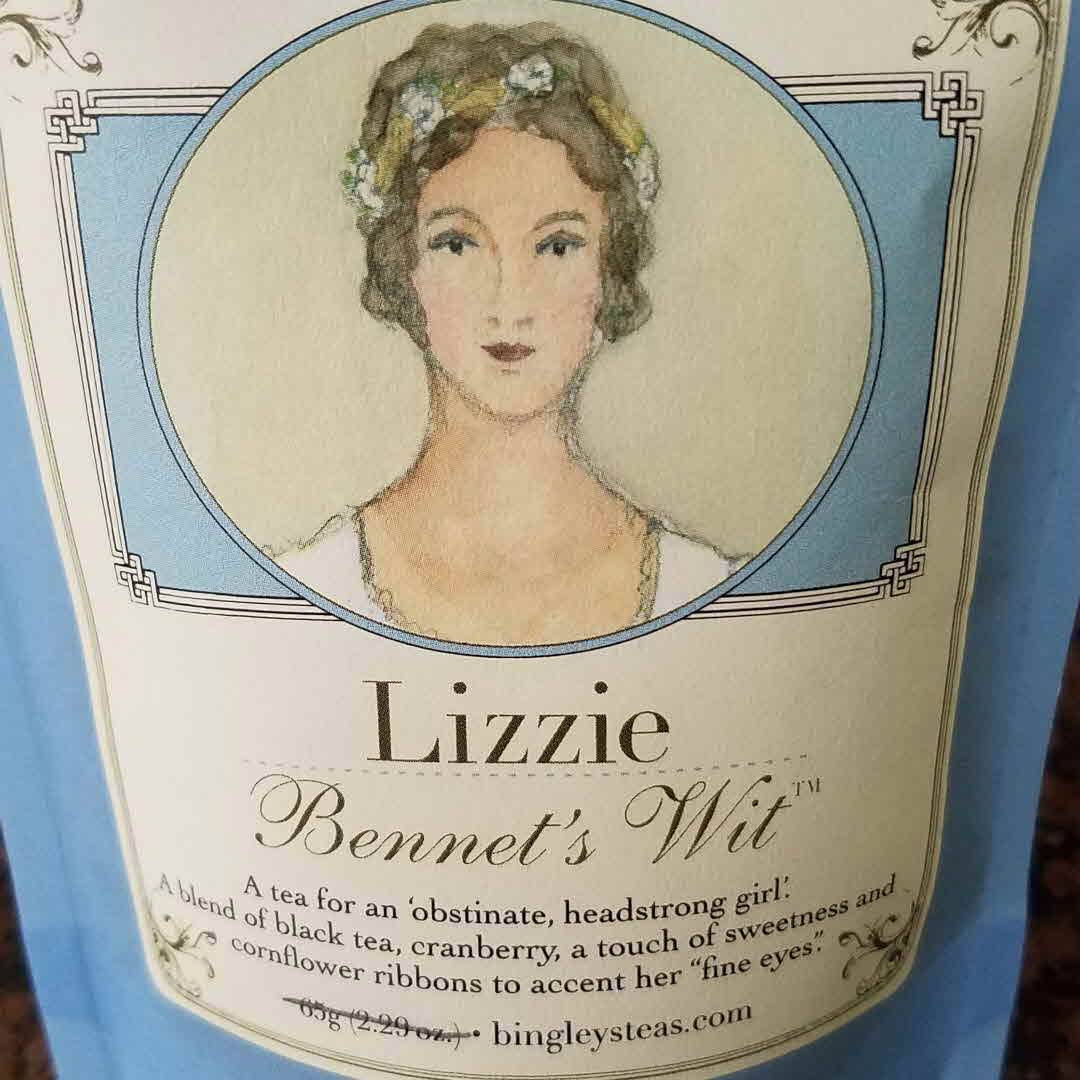 Lizzie
Bennet's Wit™
A tea for an 'obstinate, headstrong girl'.
A blend of black tea, cranberry, a touch of sweetness and
cornflower ribbons to accent her "fine eyes."
65g (2.29 oz.) • bingleysteas.com